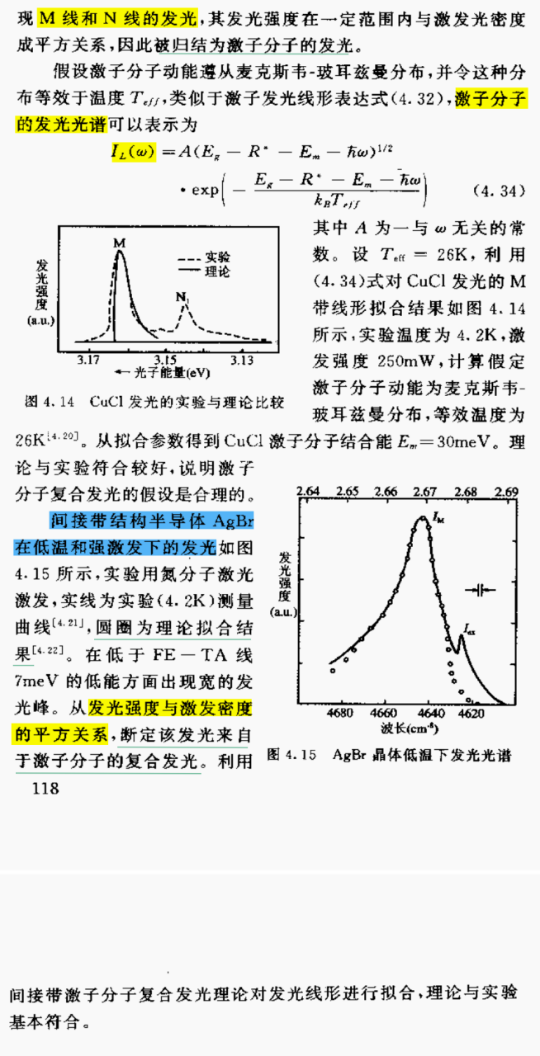 现 M 线和 N 线的发光,其发光强度在一定范围内与激发光密度
成平方关系,因此被归结为激子分子的发光。
假设激子分子动能遵从麦克斯韦-玻耳兹曼分布,并令这种分
布等效于温度 T_eff,类似于激子发光线形表达式(4.32),激子分子
的发光光谱可以表示为
I_L(ω) = A(E_g − R* − E_m − ħω)^1/2
· exp( − (E_g − R* − E_m − ħω) / (k_B T_eff) ) (4.34)
其中 A 为一与 ω 无关的常
数。设 T_eff = 26K,利用
(4.34)式对 CuCl 发光的 M
带线形拟合结果如图 4.14
所示,实验温度为 4.2K,激
发强度 250mW,计算假定
激子分子动能为麦克斯韦-
玻耳兹曼分布,等效温度为
发光强度
(a.u.)
M
N
实验
理论
3.17 3.15 3.13
← 光子能量(eV)
图 4.14 CuCl 发光的实验与理论比较
26K[4.20]。从拟合参数得到 CuCl 激子分子结合能 E_m=30meV。理
论与实验符合较好,说明激子
分子复合发光的假设是合理的。
间接带结构半导体 AgBr
在低温和强激发下的发光如图
4.15 所示,实验用氮分子激光
激发,实线为实验(4.2K)测量
曲线[4.21],圆圈为理论拟合结
果[4.22]。在低于 FE−TA 线
7meV 的低能方面出现宽的发
光峰。从发光强度与激发密度
的平方关系,断定该发光来自
于激子分子的复合发光。利用
2.64 2.65 2.66 2.67 2.68 2.69
发光强度
(a.u.)
I_M
I_ex
4680 4660 4640 4620
波长(cm⁻⁸)
图 4.15 AgBr 晶体低温下发光光谱
118
间接带激子分子复合发光理论对发光线形进行拟合,理论与实验
基本符合。